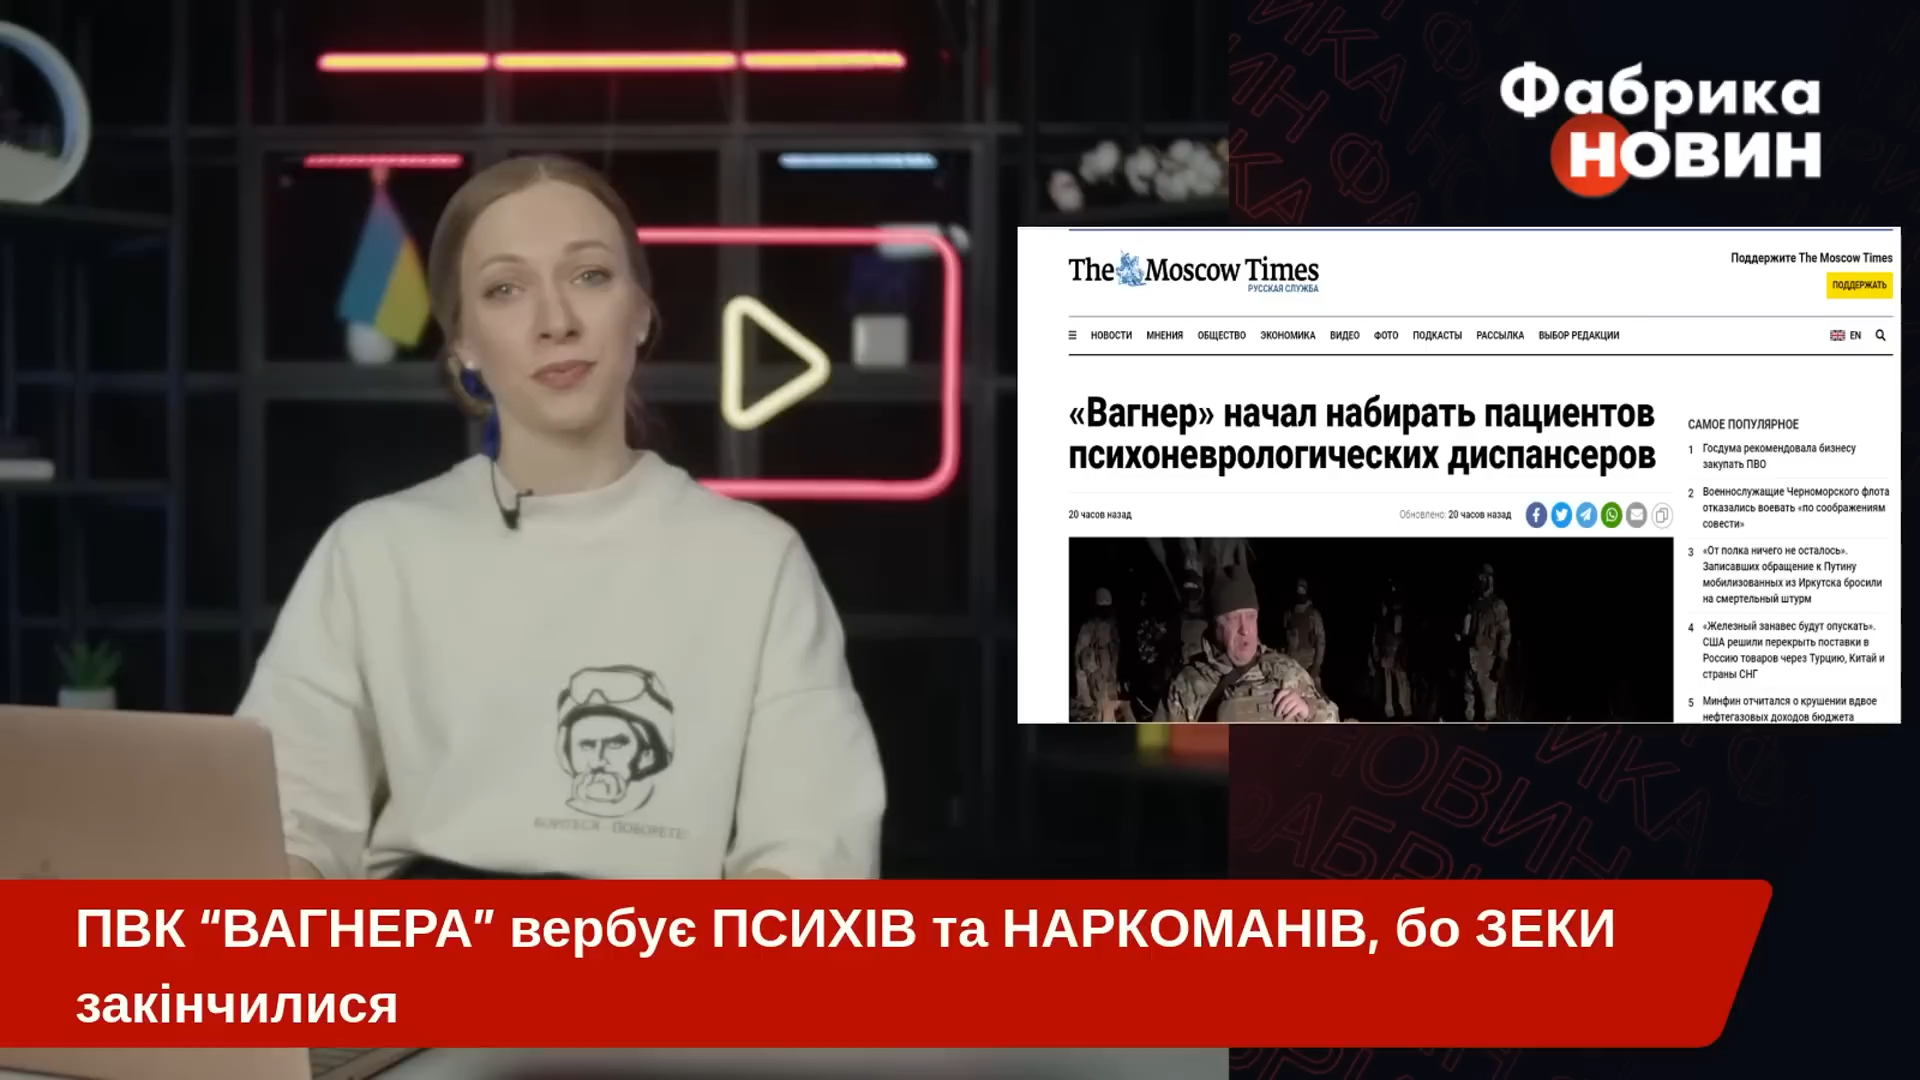 Фабрика
НОВИН
The Moscow Times
РУССКАЯ СЛУЖБА
Поддержите The Moscow Times
ПОДДЕРЖАТЬ
НОВОСТИ МНЕНИЯ ОБЩЕСТВО ЭКОНОМИКА ВИДЕО ФОТО ПОДКАСТЫ РАССЫЛКА ВЫБОР РЕДАКЦИИ EN
«Вагнер» начал набирать пациентов
психоневрологических диспансеров
20 часов назад
Обновлено: 20 часов назад
САМОЕ ПОПУЛЯРНОЕ
1 Госдума рекомендовала бизнесу
закупать ПВО
2 Военнослужащие Черноморского флота
отказались воевать «по соображениям
совести»
3 «От полка ничего не осталось».
Записавших обращение к Путину
мобилизованных из Иркутска бросили
на смертельный штурм
4 «Железный занавес будут опускать».
США решили перекрыть поставки в
Россию товаров через Турцию, Китай и
страны СНГ
5 Минфин отчитался о крушении вдвое
нефтегазовых доходов бюджета
БОРІТЕСЯ - ПОБОРЕТЕ!
ПВК “ВАГНЕРА” вербує ПСИХІВ та НАРКОМАНІВ, бо ЗЕКИ
закінчилися